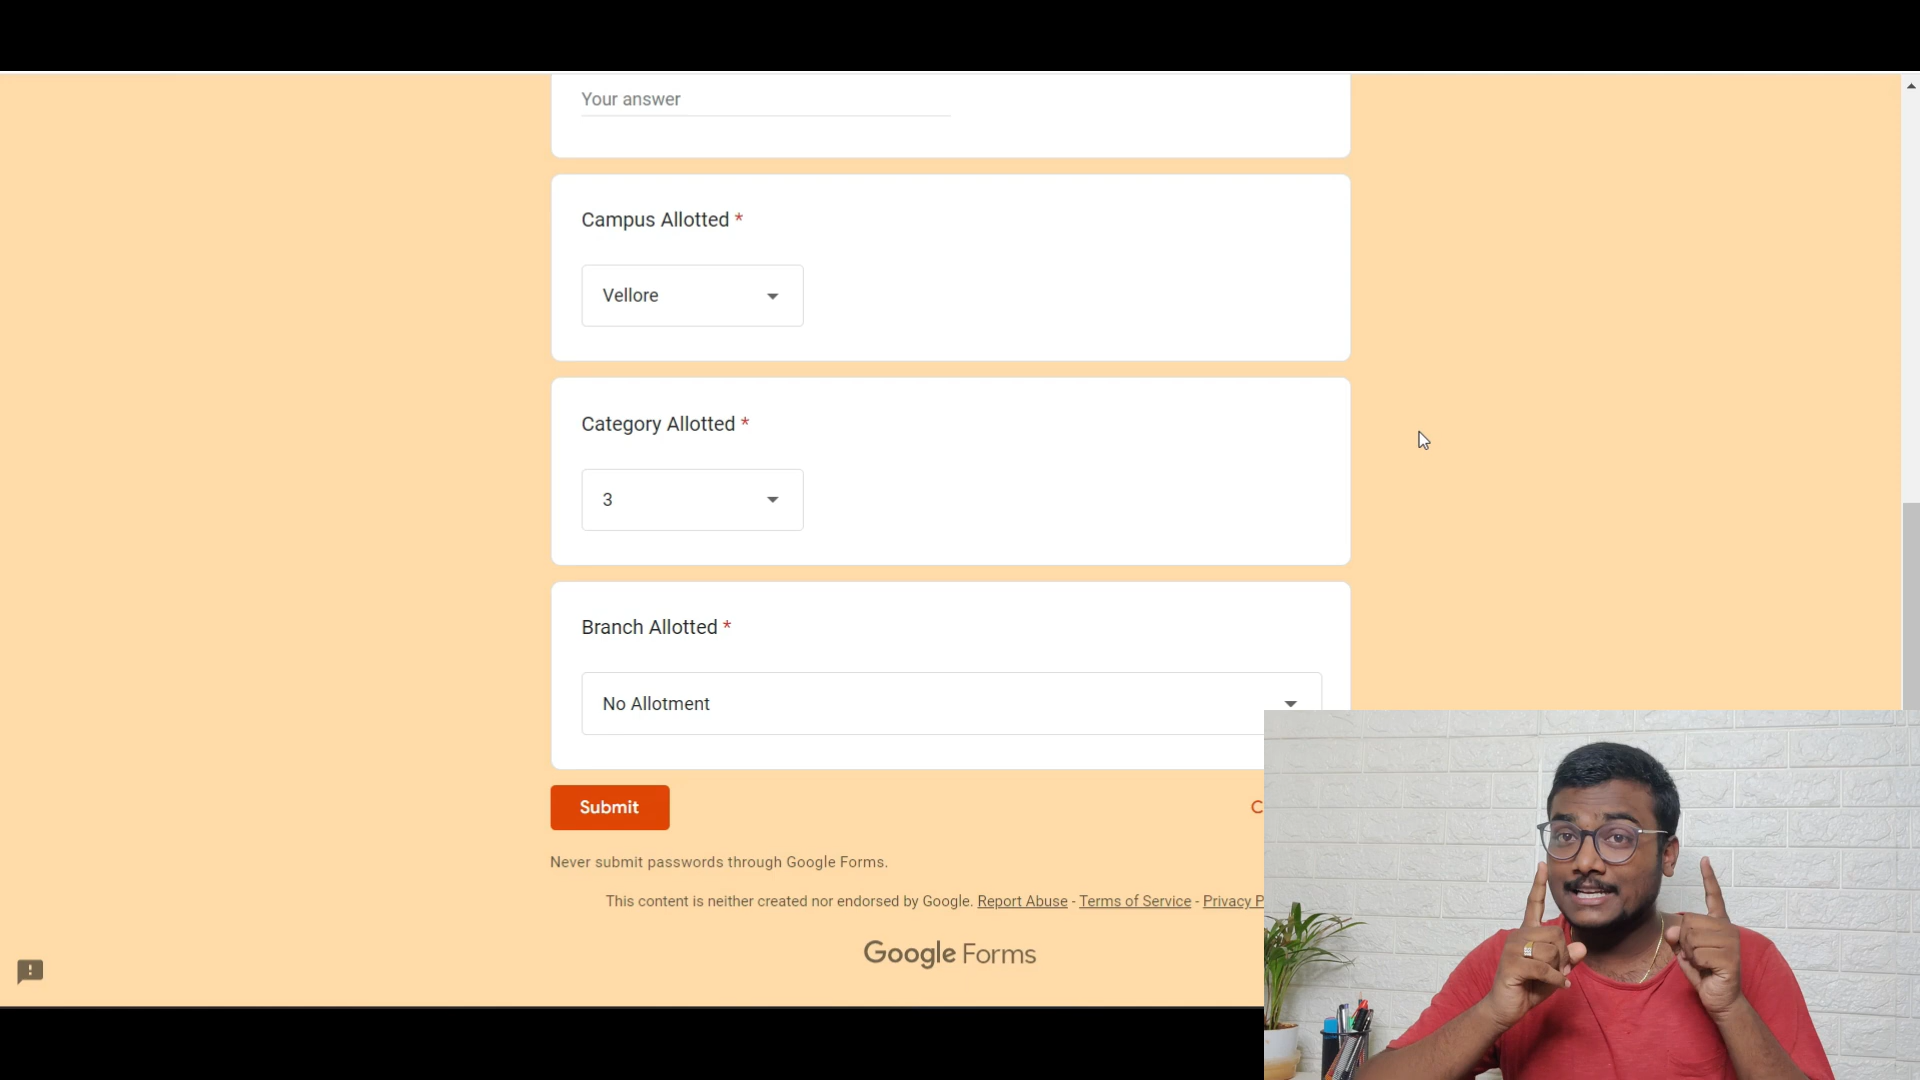 Your answer
Campus Allotted *
Vellore
Category Allotted *
3
Branch Allotted *
No Allotment
Submit
C
Never submit passwords through Google Forms.
This content is neither created nor endorsed by Google. Report Abuse - Terms of Service - Privacy P
Google Forms